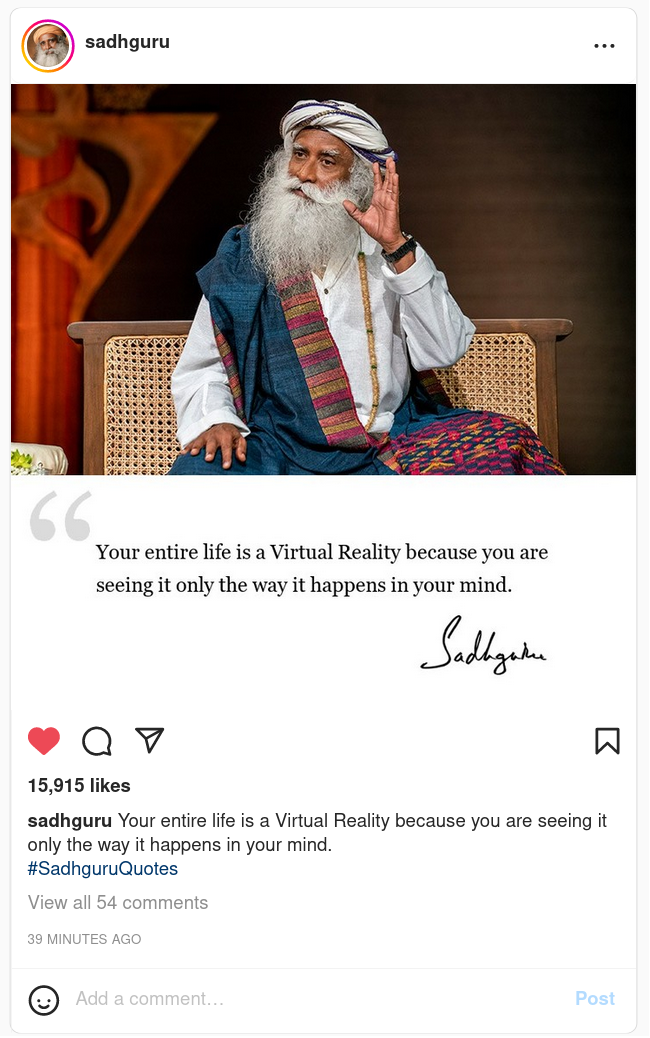 sadhguru
Your entire life is a Virtual Reality because you are
seeing it only the way it happens in your mind.
Sadhguru
15,915 likes
sadhguru Your entire life is a Virtual Reality because you are seeing it
only the way it happens in your mind.
#SadhguruQuotes
View all 54 comments
39 MINUTES AGO
Add a comment...
Post